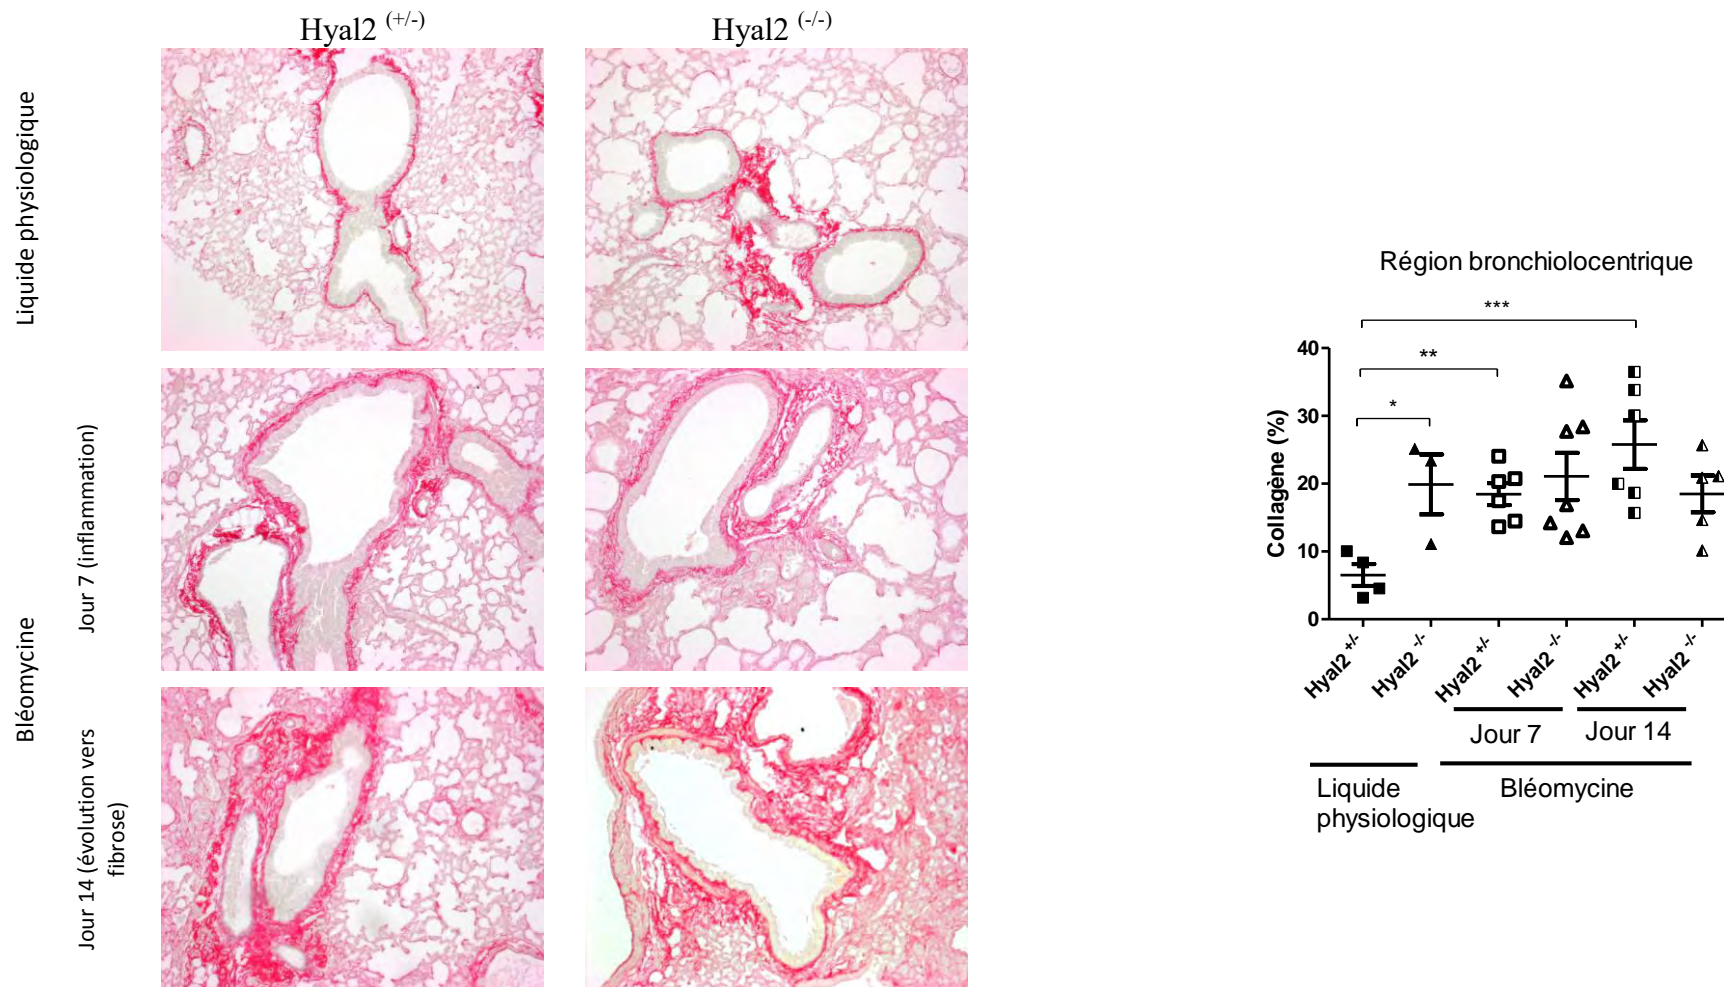 Hyal2 (+/-)
Hyal2 (-/-)
Liquide physiologique
Bléomycine
Jour 7 (inflammation)
Jour 14 (évolution vers
fibrose)
Région bronchiolocentrique
***
**
*
Collagène (%)
40
30
20
10
0
Hyal2 +/-
Hyal2 -/-
Hyal2 +/-
Hyal2 -/-
Hyal2 +/-
Hyal2 -/-
Jour 7
Jour 14
Liquide
physiologique
Bléomycine